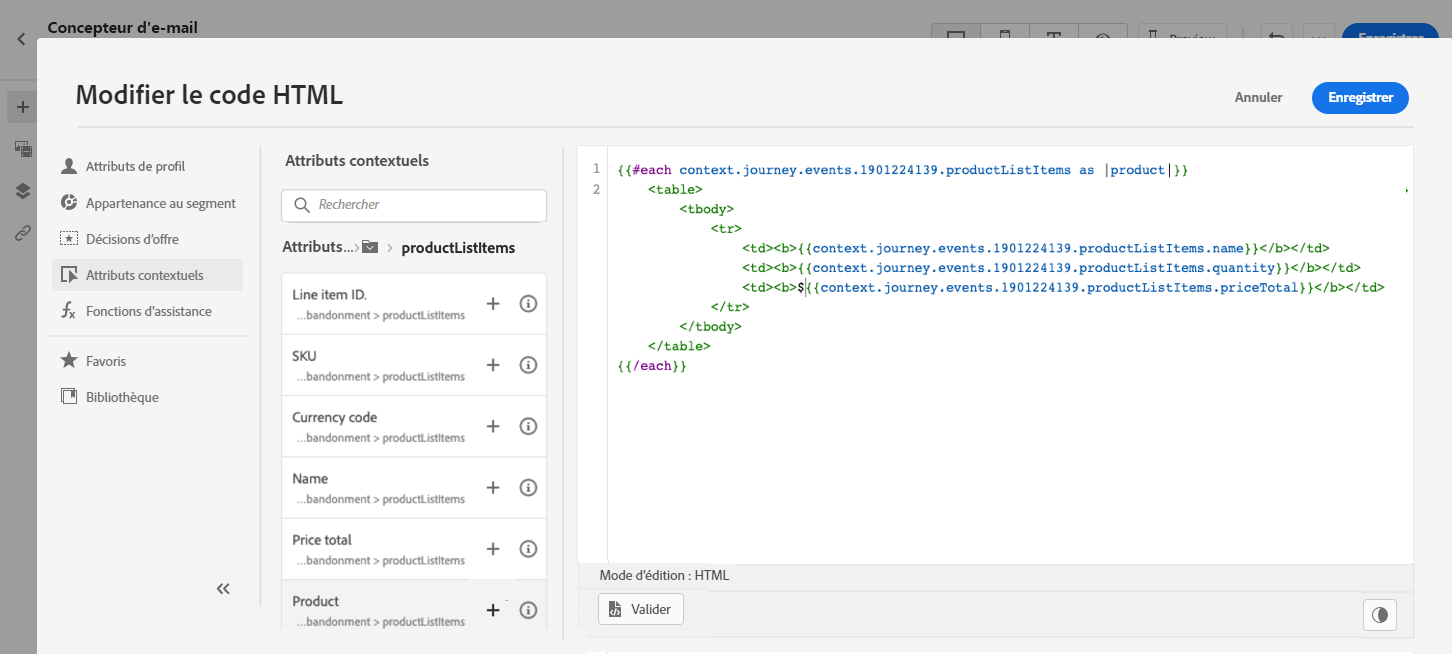 Concepteur d'e-mail
Preview
Enregistrer
Modifier le code HTML
Annuler
Enregistrer
Attributs de profil
Appartenance au segment
Décisions d'offre
Attributs contextuels
Fonctions d'assistance
Favoris
Bibliothèque
Attributs contextuels
Rechercher
Attributs... > > productListItems
Line item ID.
...bandonment > productListItems
SKU
...bandonment > productListItems
Currency code
...bandonment > productListItems
Name
...bandonment > productListItems
Price total
...bandonment > productListItems
Product
...bandonment > productListItems
1 {{#each context.journey.events.1901224139.productListItems as |product|}}
2 <table>
<tbody>
<tr>
<td><b>{{context.journey.events.1901224139.productListItems.name}}</b></td>
<td><b>{{context.journey.events.1901224139.productListItems.quantity}}</b></td>
<td><b>${{context.journey.events.1901224139.productListItems.priceTotal}}</b></td>
</tr>
</tbody>
</table>
{{/each}}
Mode d'édition : HTML
Valider